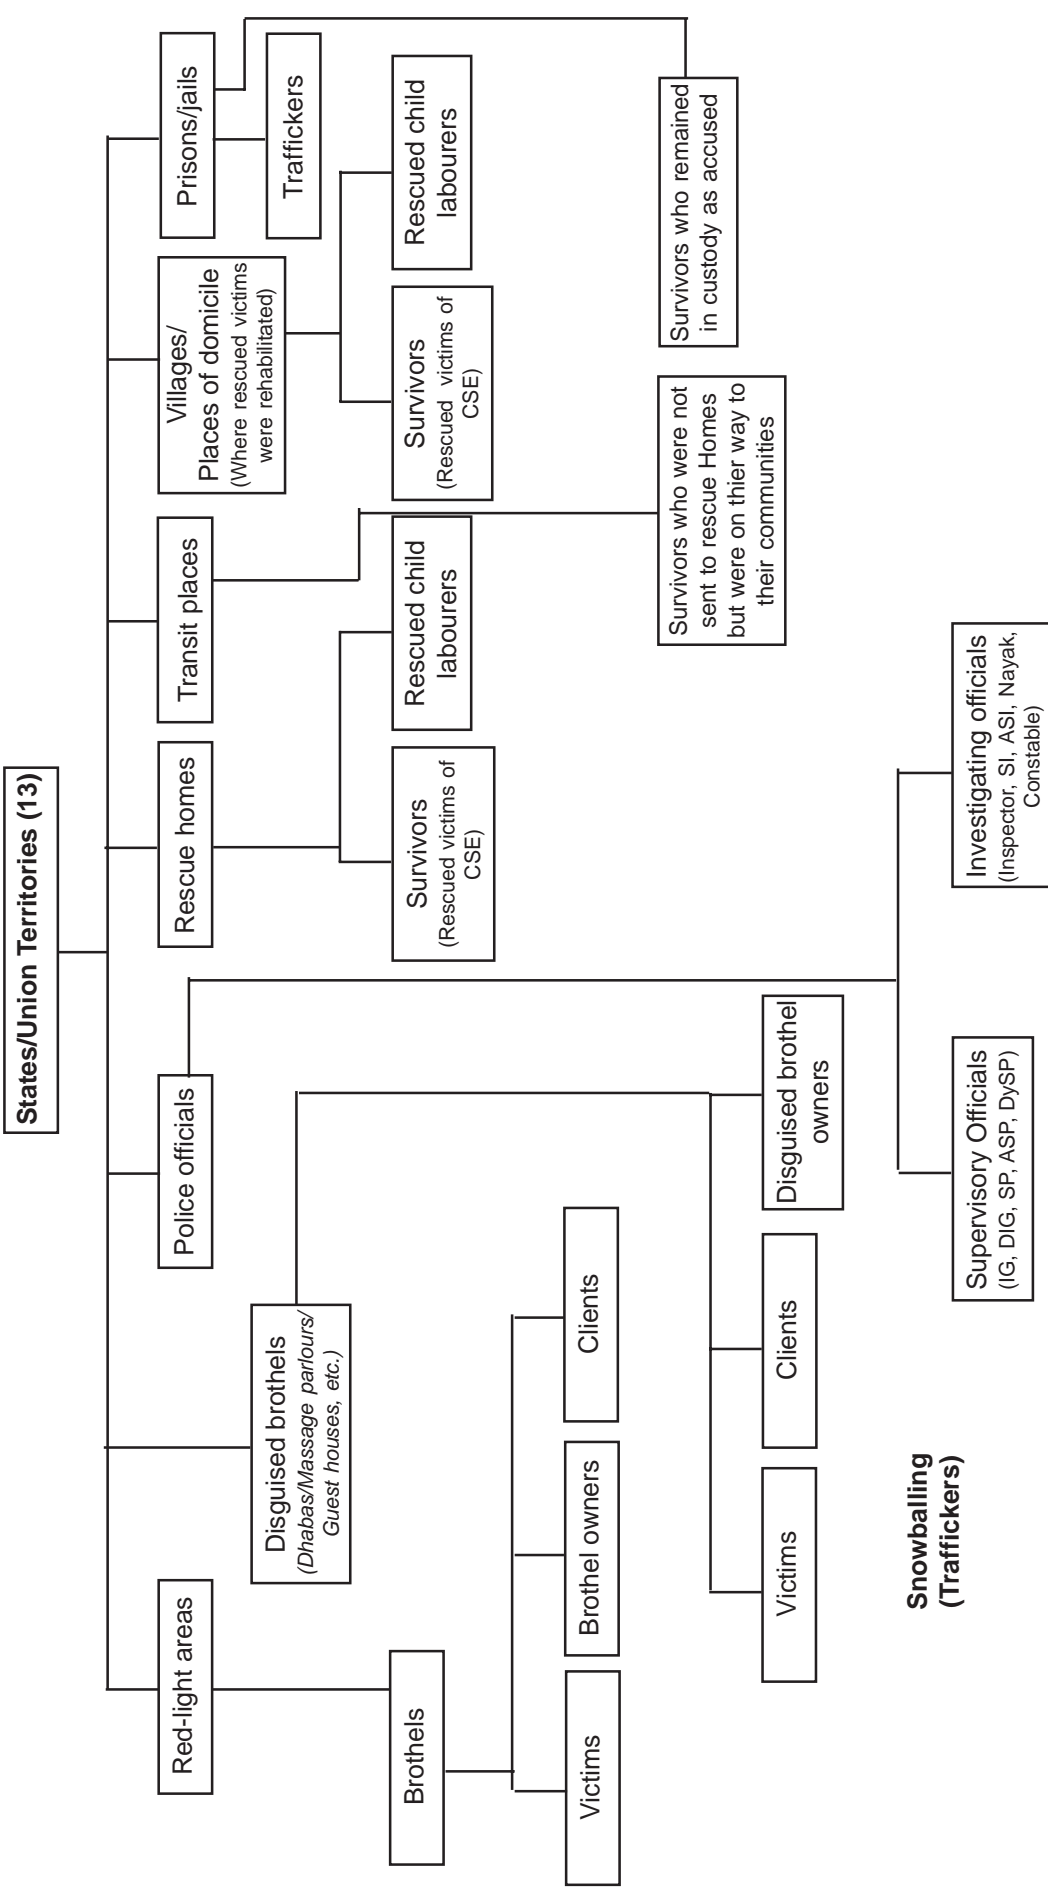 States/Union Territories (13)
Red-light areas
Disguised brothels
(Dhabas/Massage parlours/
Guest houses, etc.)
Police officials
Rescue homes
Transit places
Villages/
Places of domicile
(Where rescued victims
were rehabilitated)
Prisons/jails
Traffickers
Brothels
Survivors
(Rescued victims of
CSE)
Rescued child
labourers
Survivors
(Rescued victims of
CSE)
Rescued child
labourers
Victims
Brothel owners
Clients
Survivors who were not
sent to rescue Homes
but were on thier way to
their communities
Survivors who remained
in custody as accused
Victims
Clients
Disguised brothel
owners
Snowballing
(Traffickers)
Supervisory Officials
(IG, DIG, SP, ASP, DySP)
Investigating officials
(Inspector, SI, ASI, Nayak,
Constable)